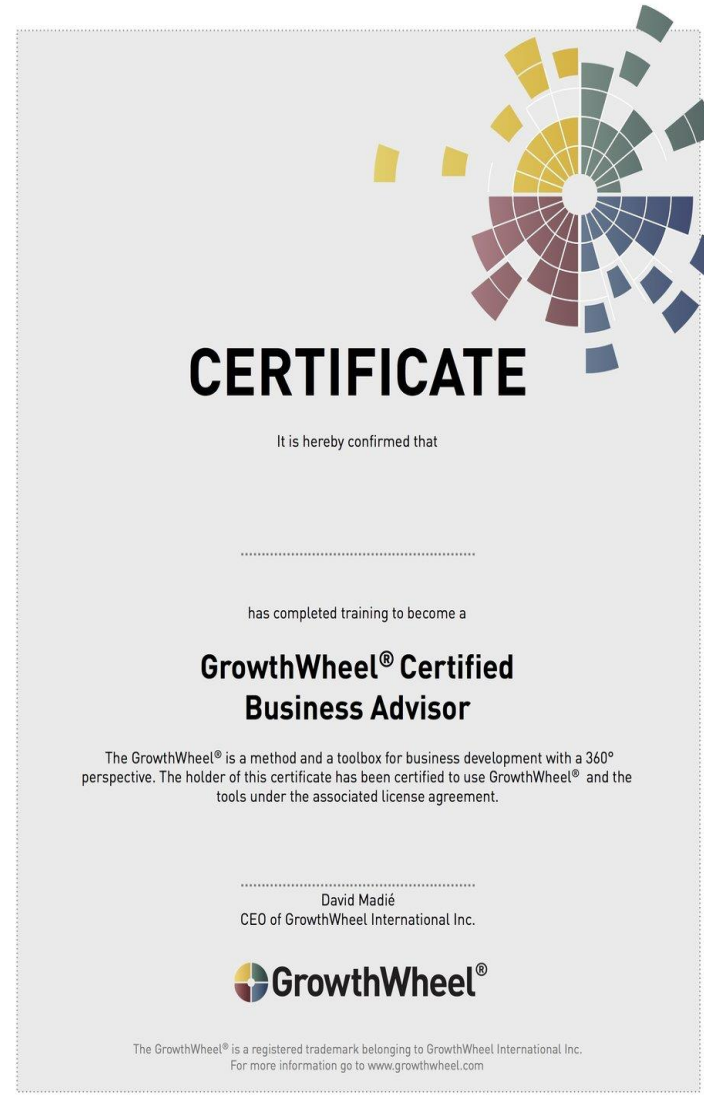 CERTIFICATE
It is hereby confirmed that
has completed training to become a
GrowthWheel® Certified
Business Advisor
The GrowthWheel® is a method and a toolbox for business development with a 360°
perspective. The holder of this certificate has been certified to use GrowthWheel® and the
tools under the associated license agreement.
David Madié
CEO of GrowthWheel International Inc.
GrowthWheel®
The GrowthWheel® is a registered trademark belonging to GrowthWheel International Inc.
For more information go to www.growthwheel.com